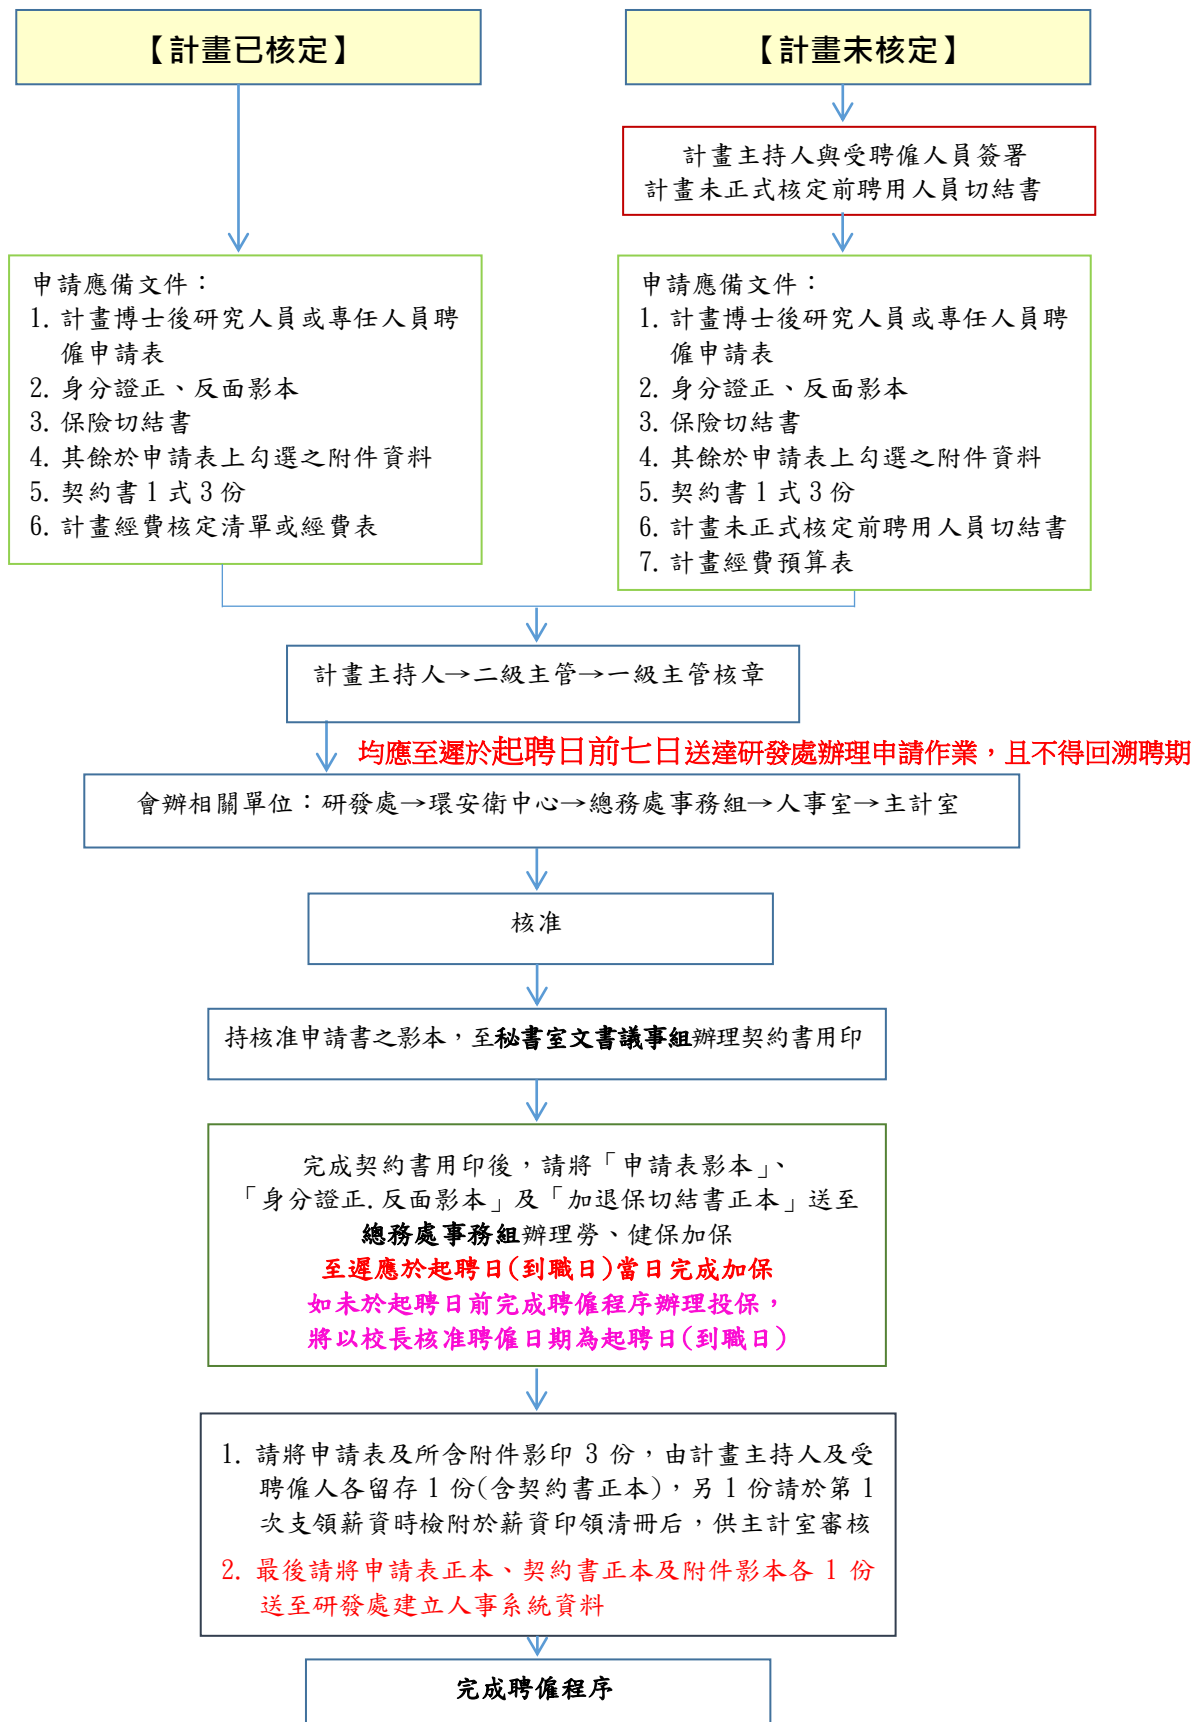 【計畫已核定】
【計畫未核定】
計畫主持人與受聘僱人員簽署
計畫未正式核定前聘用人員切結書
申請應備文件：
1. 計畫博士後研究人員或專任人員聘
僱申請表
2. 身分證正、反面影本
3. 保險切結書
4. 其餘於申請表上勾選之附件資料
5. 契約書 1 式 3 份
6. 計畫經費核定清單或經費表
申請應備文件：
1. 計畫博士後研究人員或專任人員聘
僱申請表
2. 身分證正、反面影本
3. 保險切結書
4. 其餘於申請表上勾選之附件資料
5. 契約書 1 式 3 份
6. 計畫未正式核定前聘用人員切結書
7. 計畫經費預算表
計畫主持人→二級主管→一級主管核章
均應至遲於起聘日前七日送達研發處辦理申請作業，且不得回溯聘期
會辦相關單位：研發處→環安衛中心→總務處事務組→人事室→主計室
核准
持核准申請書之影本，至秘書室文書議事組辦理契約書用印
完成契約書用印後，請將「申請表影本」、
「身分證正.反面影本」及「加退保切結書正本」送至
總務處事務組辦理勞、健保加保
至遲應於起聘日(到職日)當日完成加保
如未於起聘日前完成聘僱程序辦理投保，
將以校長核准聘僱日期為起聘日(到職日)
1. 請將申請表及所含附件影印 3 份，由計畫主持人及受
聘僱人各留存 1 份(含契約書正本)，另 1 份請於第 1
次支領薪資時檢附於薪資印領清冊后，供主計室審核
2. 最後請將申請表正本、契約書正本及附件影本各 1 份
送至研發處建立人事系統資料
完成聘僱程序